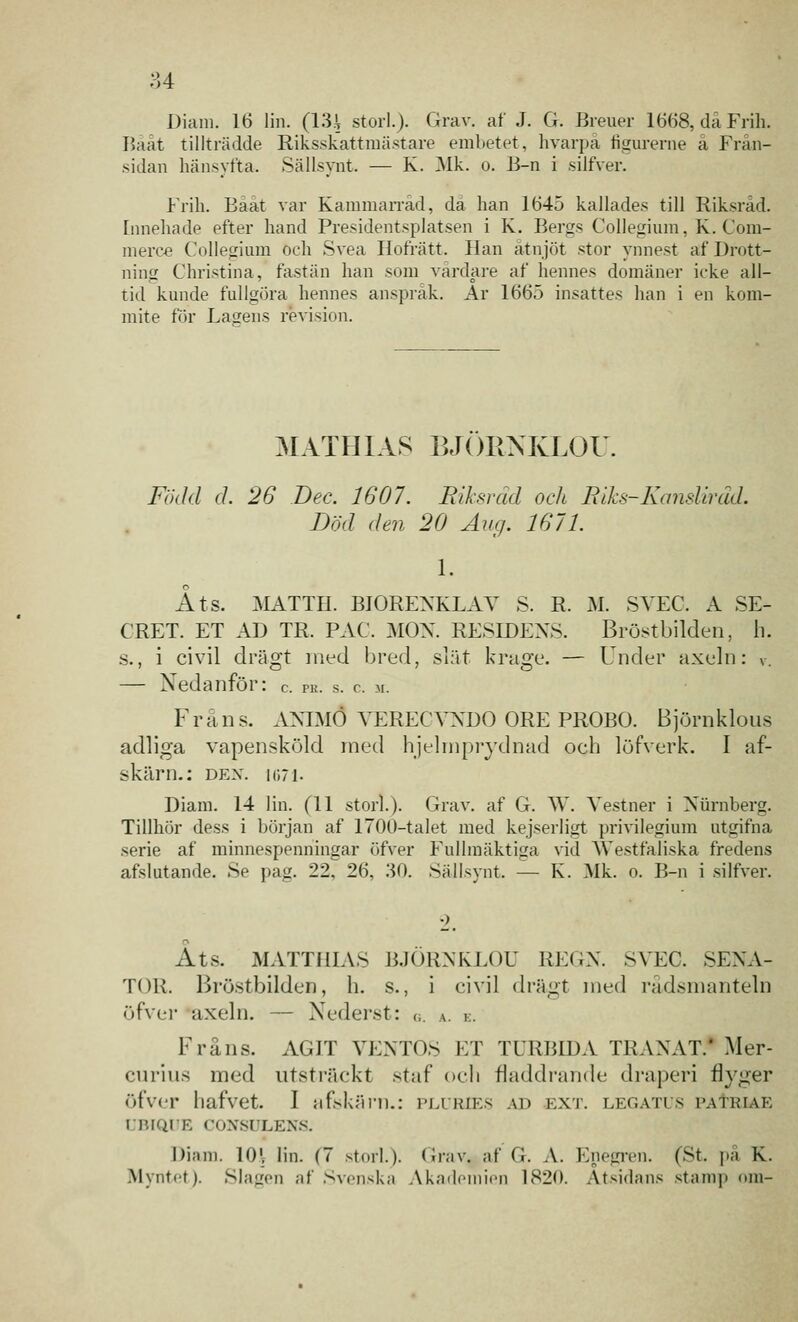 34
Diam. 16 lin. (13½ storl.). Grav. af J. G. Breuer 1668, då Frih.
Bååt tillträdde Riksskattmästare embetet, hvarpå figurerne å Från-
sidan hänsyfta. Sällsynt. — K. Mk. o. B-n i silfver.
Frih. Bååt var Kammarråd, då han 1645 kallades till Riksråd.
Innehade efter hand Presidentsplatsen i K. Bergs Collegium, K. Com-
merce Collegium och Svea Hofrätt. Han åtnjöt stor ynnest af Drott-
ning Christina, fastän han som vårdare af hennes domäner icke all-
tid kunde fullgöra hennes anspråk. År 1665 insattes han i en kom-
mite för Lagens revision.
MATHIAS BJÖRNKLOU.
Född d. 26 Dec. 1607. Riksråd och Riks-Kansliråd.
Död den 20 Aug. 1671.
1.
Åts. MATTH. BIORENKLAV S. R. M. SVEC. A SE-
CRET. ET AD TR. PAC. MON. RESIDENS. Bröstbilden, h.
s., i civil drägt med bred, slät krage. — Under axeln: v.
— Nedanför: C. PR. S. C. M.
Fråns. ANIMÔ VERECVNDO ORE PROBO. Björnklous
adliga vapensköld med hjelmprydnad och löfverk. I af-
skärn.: DEN. 1671.
Diam. 14 lin. (11 storl.). Grav. af G. W. Vestner i Nürnberg.
Tillhör dess i början af 1700-talet med kejserligt privilegium utgifna
serie af minnespenningar öfver Fullmäktiga vid Westfaliska fredens
afslutande. Se pag. 22, 26, 30. Sällsynt. — K. Mk. o. B-n i silfver.
2.
Åts. MATTHIAS BJÖRNKLOU REGN. SVEC. SENA-
TOR. Bröstbilden, h. s., i civil drägt med rådsmanteln
öfver axeln. — Nederst: G. A. E.
Fråns. AGIT VENTOS ET TURBIDA TRANAT. Mer-
curius med utsträckt staf och fladdrande draperi flyger
öfver hafvet. I afskärn.: PLURIES AD EXT. LEGATUS PATRIAE
UBIQUE CONSULENS.
Diam. 10½ lin. (7 storl.). Grav. af G. A. Enegren. (St. på K.
Myntet). Slagen af Svenska Akademien 1820. Åtsidans stamp om-